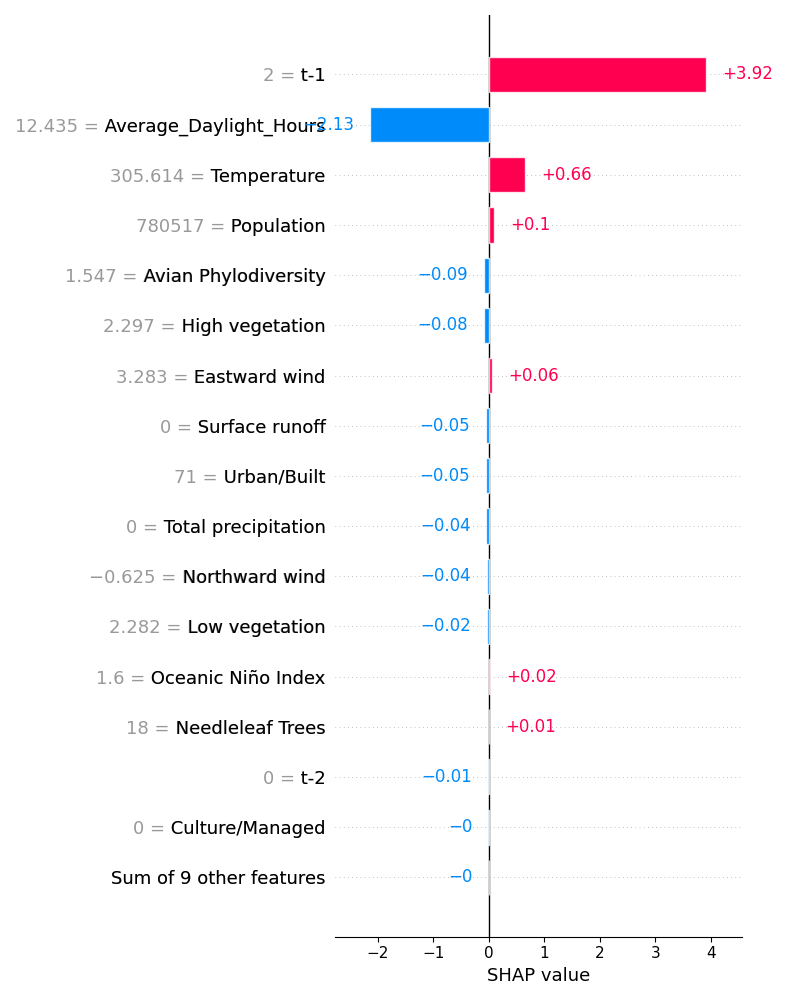 2 = t-1 +3.92
12.435 = Average_Daylight_Hours −2.13
305.614 = Temperature +0.66
780517 = Population +0.1
1.547 = Avian Phylodiversity −0.09
2.297 = High vegetation −0.08
3.283 = Eastward wind +0.06
0 = Surface runoff −0.05
71 = Urban/Built −0.05
0 = Total precipitation −0.04
−0.625 = Northward wind −0.04
2.282 = Low vegetation −0.02
1.6 = Oceanic Niño Index +0.02
18 = Needleleaf Trees +0.01
0 = t-2 −0.01
0 = Culture/Managed −0
Sum of 9 other features −0
−2 −1 0 1 2 3 4
SHAP value